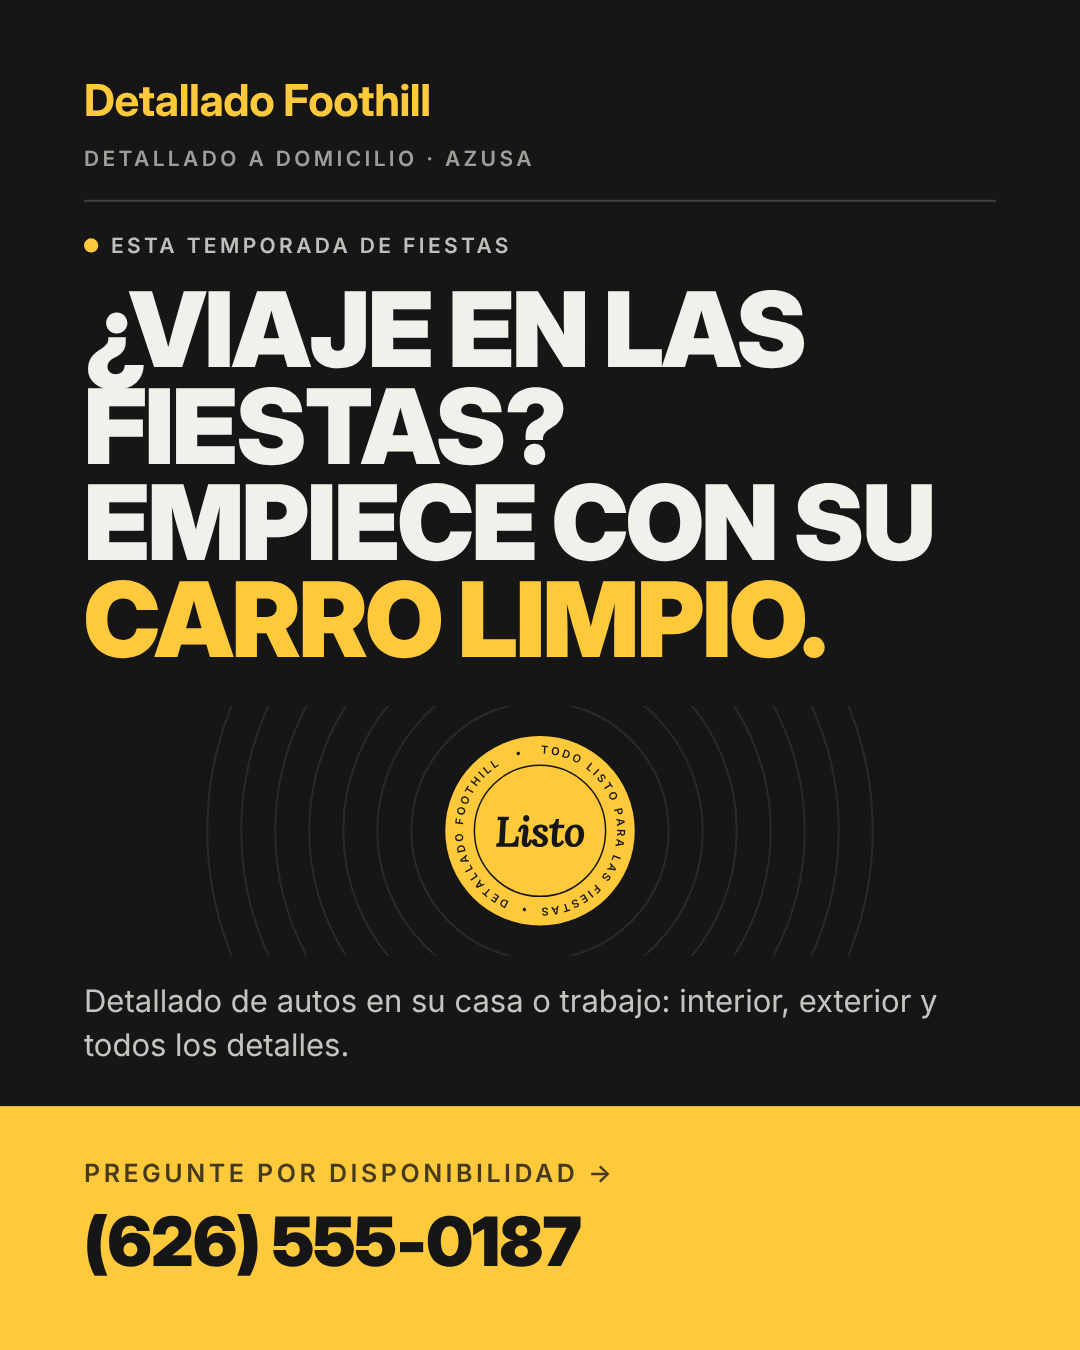 Detallado Foothill
DETALLADO A DOMICILIO · AZUSA
ESTA TEMPORADA DE FIESTAS
¿VIAJE EN LAS
FIESTAS?
EMPIECE CON SU
CARRO LIMPIO.
TODO LISTO PARA LAS FIESTAS • DETALLADO FOOTHILL •
Listo
Detallado de autos en su casa o trabajo: interior, exterior y
todos los detalles.
PREGUNTE POR DISPONIBILIDAD →
(626) 555-0187